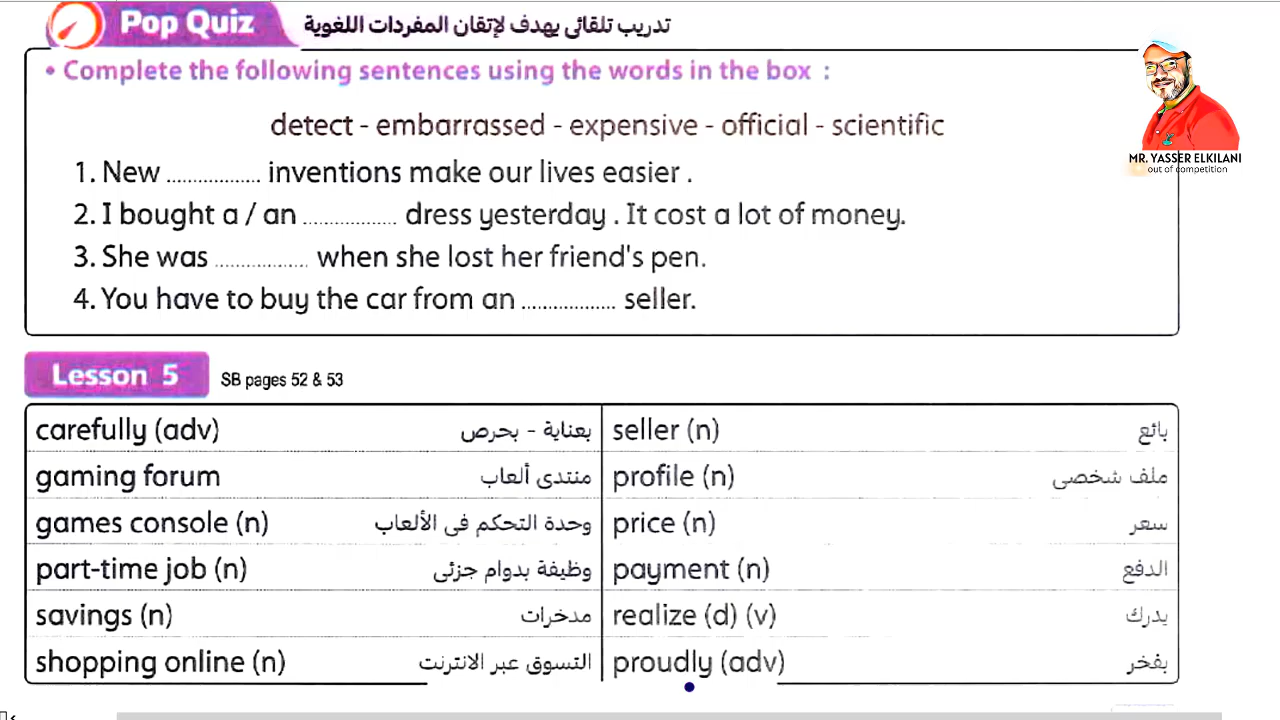 Pop Quiz تدريب تلقائى يهدف لإتقان المفردات اللغوية
• Complete the following sentences using the words in the box :
detect - embarrassed - expensive - official - scientific
MR. YASSER ELKILANI
out of competition
1. New ................. inventions make our lives easier .
2. I bought a / an ................. dress yesterday . It cost a lot of money.
3. She was ................. when she lost her friend's pen.
4. You have to buy the car from an ................. seller.
Lesson 5 SB pages 52 & 53
carefully (adv) بعناية - بحرص seller (n) بائع
gaming forum منتدى ألعاب profile (n) ملف شخصى
games console (n) وحدة التحكم فى الألعاب price (n) سعر
part-time job (n) وظيفة بدوام جزئى payment (n) الدفع
savings (n) مدخرات realize (d) (v) يدرك
shopping online (n) التسوق عبر الانترنت proudly (adv) بفخر